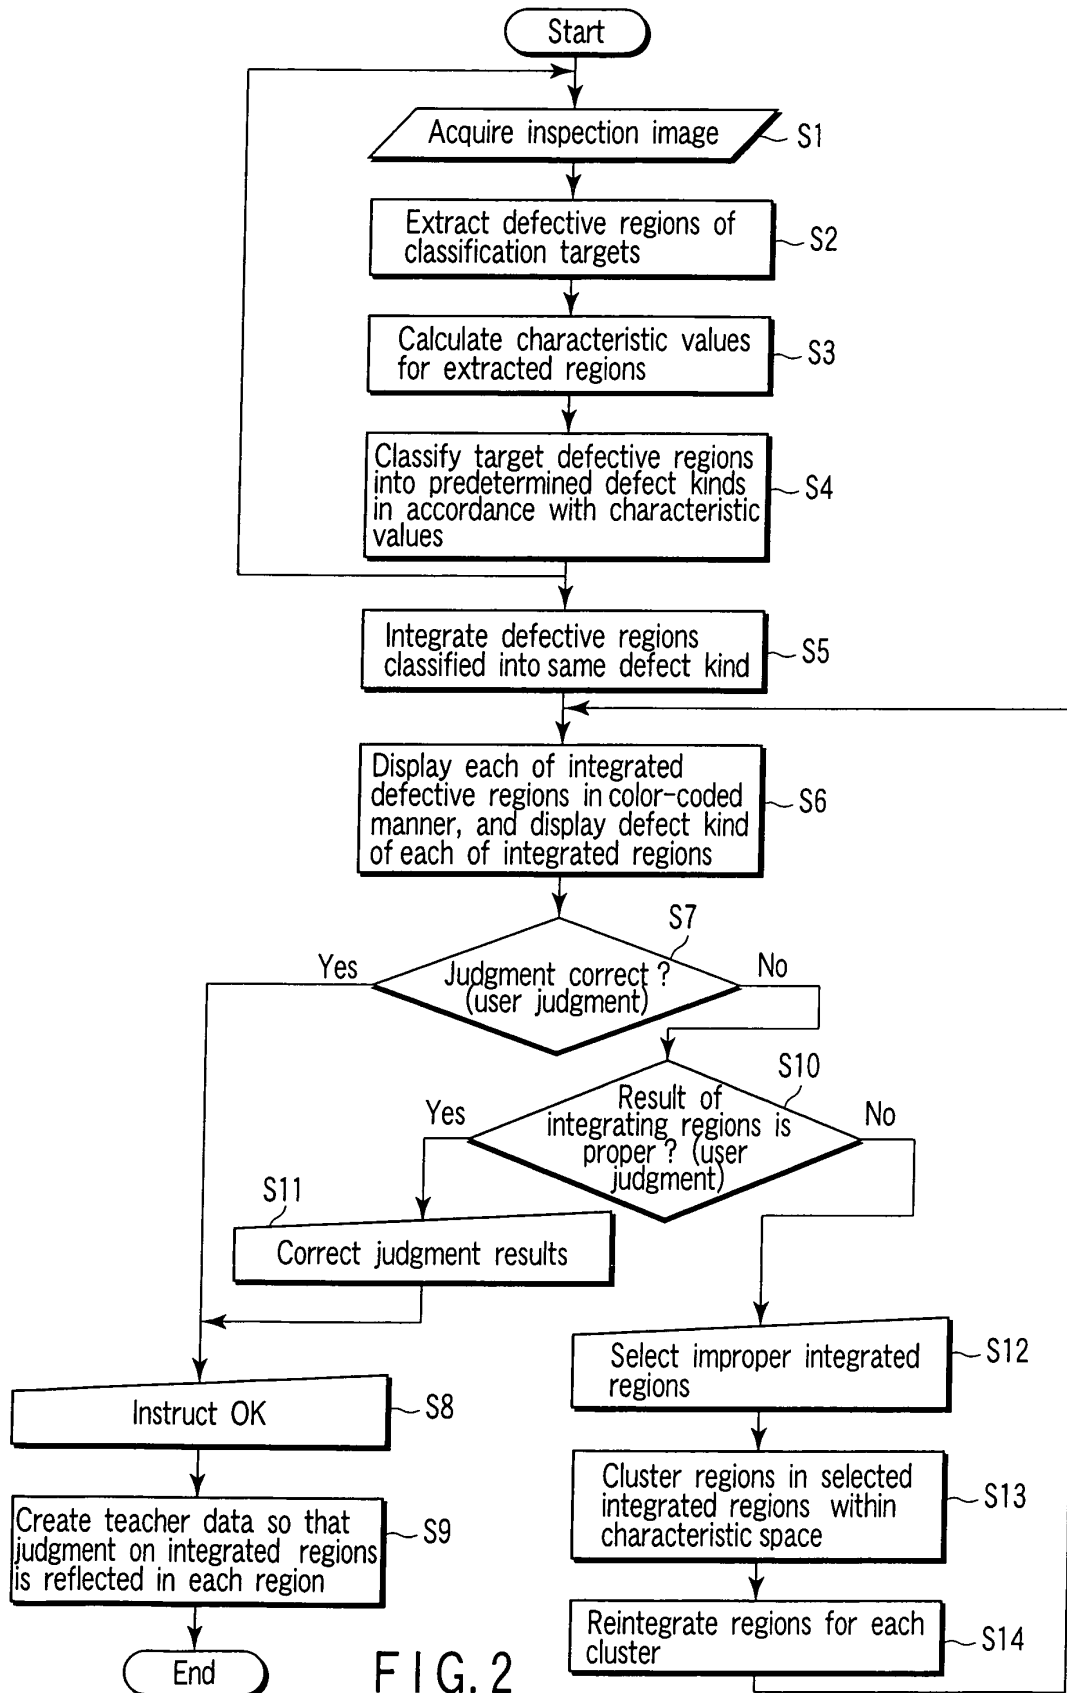 Start
Acquire inspection image
S1
Extract defective regions of
classification targets
S2
Calculate characteristic values
for extracted regions
S3
Classify target defective regions
into predetermined defect kinds
in accordance with characteristic
values
S4
Integrate defective regions
classified into same defect kind
S5
Display each of integrated
defective regions in color-coded
manner, and display defect kind
of each of integrated regions
S6
S7
Yes
Judgment correct ?
(user judgment)
No
S10
Yes
Result of
integrating regions is
proper ? (user
judgment)
No
S11
Correct judgment results
Select improper integrated
regions
S12
Instruct OK
S8
Cluster regions in selected
integrated regions within
characteristic space
S13
Create teacher data so that
judgment on integrated regions
is reflected in each region
S9
Reintegrate regions for each
cluster
S14
End
FIG. 2